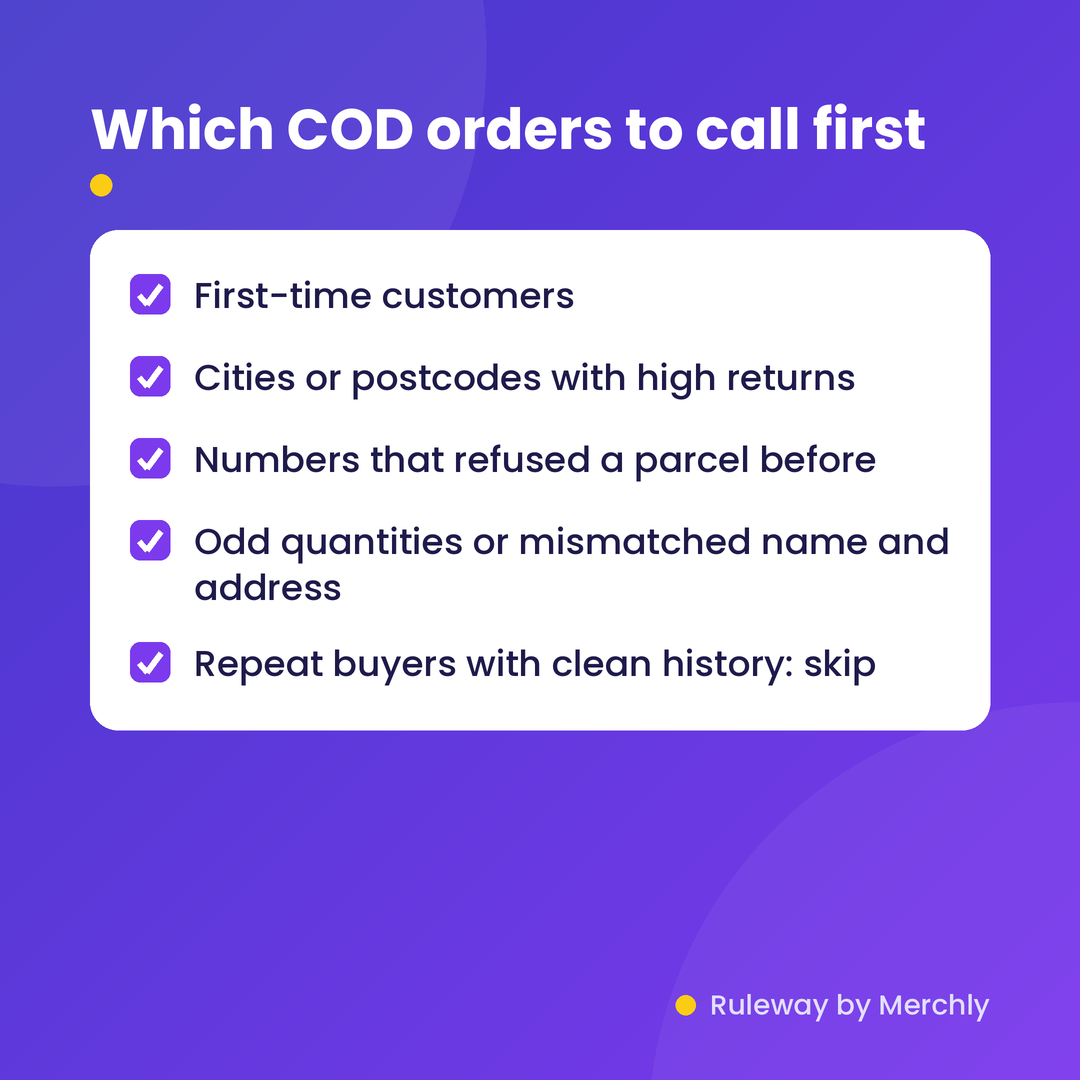 Which COD orders to call first
First-time customers
Cities or postcodes with high returns
Numbers that refused a parcel before
Odd quantities or mismatched name and
address
Repeat buyers with clean history: skip
Ruleway by Merchly